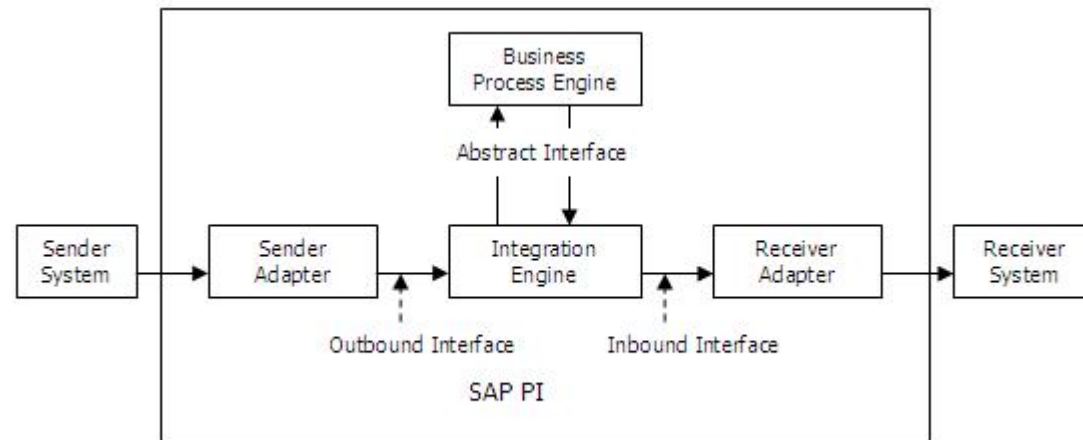 Business
Process Engine
Abstract Interface
Sender
System
Sender
Adapter
Integration
Engine
Receiver
Adapter
Receiver
System
Outbound Interface
Inbound Interface
SAP PI